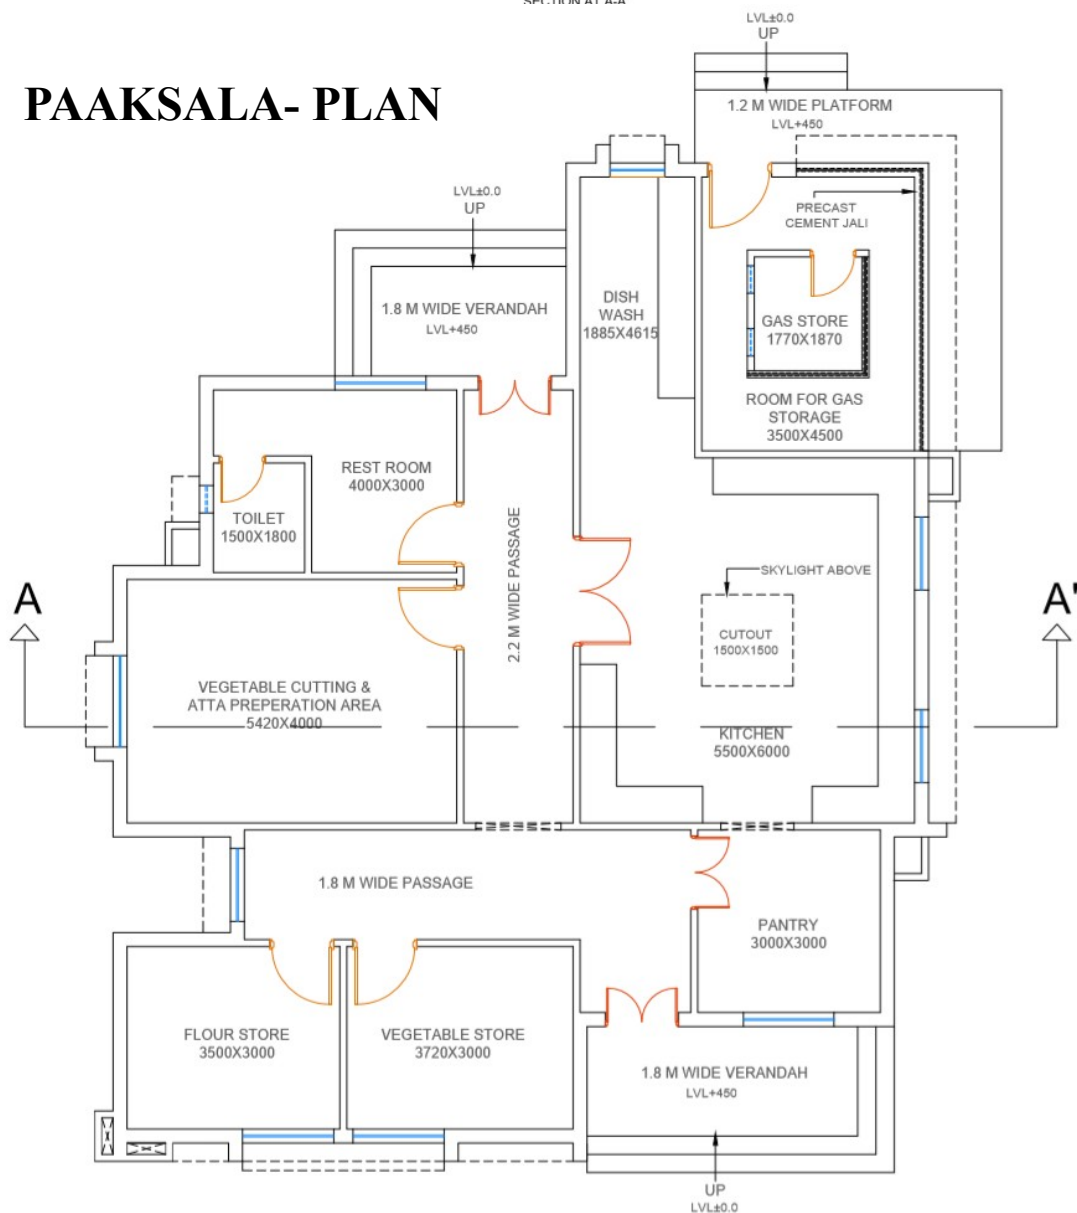 SECTION AT A-A'
LVL±0.0
UP
PAAKSALA- PLAN
1.2 M WIDE PLATFORM
LVL+450
LVL±0.0
UP
PRECAST
CEMENT JALI
1.8 M WIDE VERANDAH
LVL+450
DISH
WASH
1885X4615
GAS STORE
1770X1870
ROOM FOR GAS
STORAGE
3500X4500
REST ROOM
4000X3000
TOILET
1500X1800
2.2 M WIDE PASSAGE
SKYLIGHT ABOVE
A
A'
CUTOUT
1500X1500
VEGETABLE CUTTING &
ATTA PREPERATION AREA
5420X4000
KITCHEN
5500X6000
1.8 M WIDE PASSAGE
PANTRY
3000X3000
FLOUR STORE
3500X3000
VEGETABLE STORE
3720X3000
1.8 M WIDE VERANDAH
LVL+450
UP
LVL±0.0